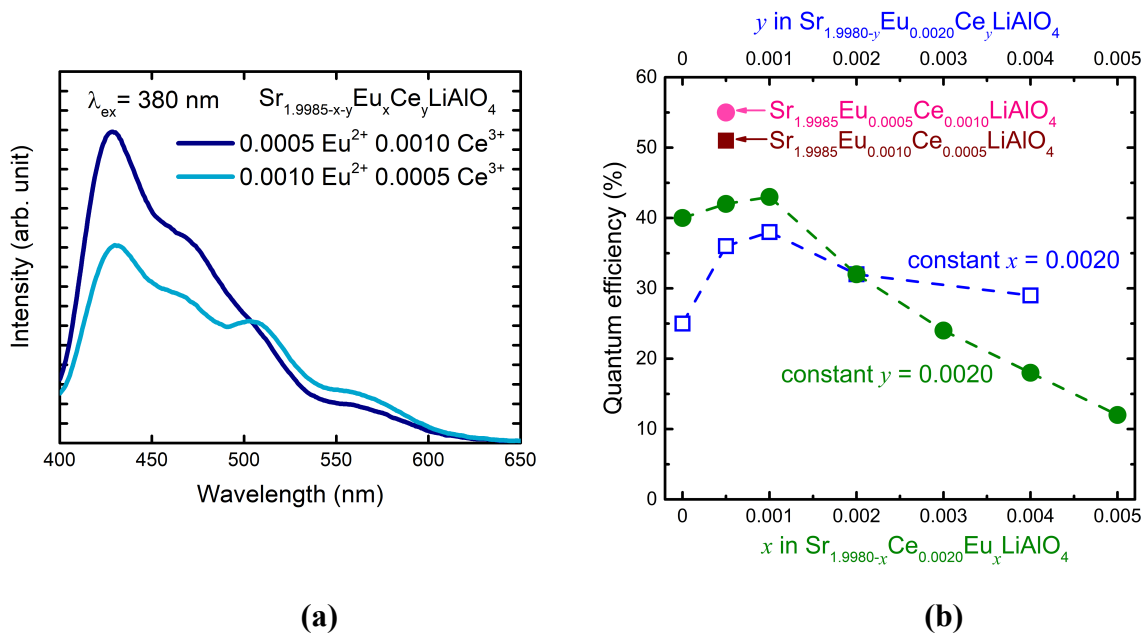 λex = 380 nm
Sr1.9985-x-yEuxCeyLiAlO4
0.0005 Eu2+ 0.0010 Ce3+
0.0010 Eu2+ 0.0005 Ce3+
Intensity (arb. unit)
400 450 500 550 600 650
Wavelength (nm)
(a)
y in Sr1.9980-yEu0.0020CeyLiAlO4
0 0.001 0.002 0.003 0.004 0.005
60
50
40
30
20
10
0
Quantum efficiency (%)
Sr1.9985Eu0.0005Ce0.0010LiAlO4
Sr1.9985Eu0.0010Ce0.0005LiAlO4
constant x = 0.0020
constant y = 0.0020
0 0.001 0.002 0.003 0.004 0.005
x in Sr1.9980-xCe0.0020EuxLiAlO4
(b)